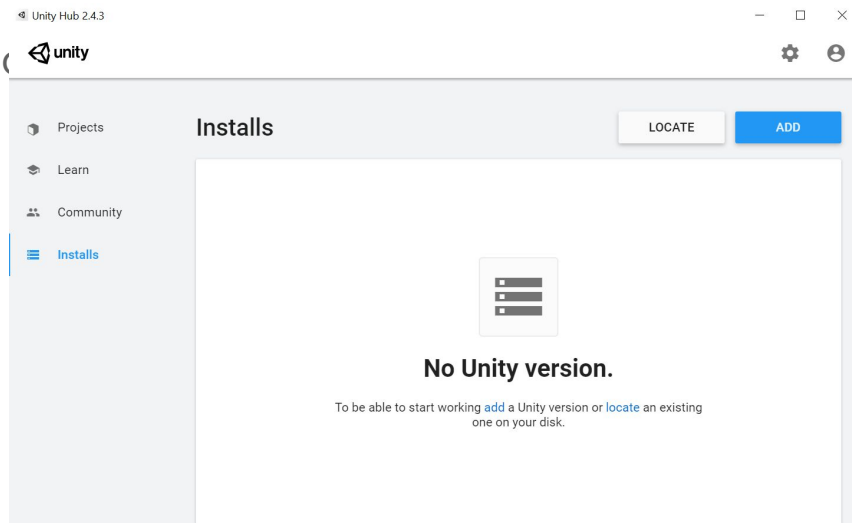 Unity Hub 2.4.3
unity
Projects
Learn
Community
Installs
Installs
LOCATE
ADD
No Unity version.
To be able to start working add a Unity version or locate an existing
one on your disk.